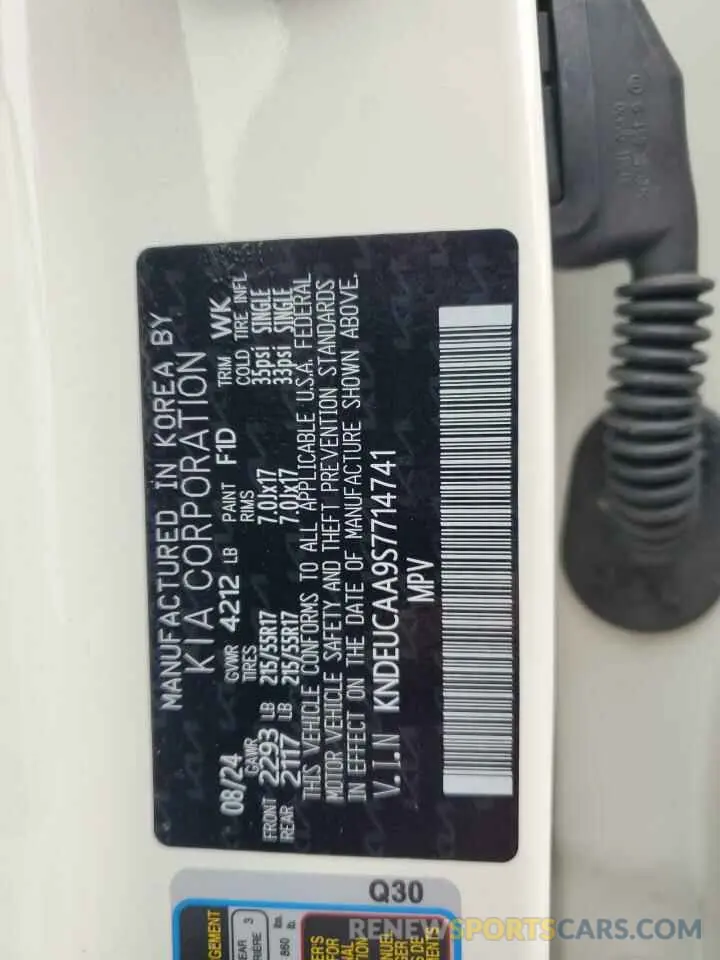 MANUFACTURED IN KOREA BY
KIA CORPORATION
08/24 GVWR 4212 LB PAINT F1D TRIM WK
GAWR TIRES RIMS COLD TIRE INFL
FRONT 2293 LB 215/55R17 7.0Jx17 35psi SINGLE
REAR 2117 LB 215/55R17 7.0Jx17 33psi SINGLE
THIS VEHICLE CONFORMS TO ALL APPLICABLE U.S.A. FEDERAL
MOTOR VEHICLE SAFETY AND THEFT PREVENTION STANDARDS
IN EFFECT ON THE DATE OF MANUFACTURE SHOWN ABOVE.
V.I.N KNDEUCAA9S7714741
MPV
Q30
RENEWSPORTSCARS.COM